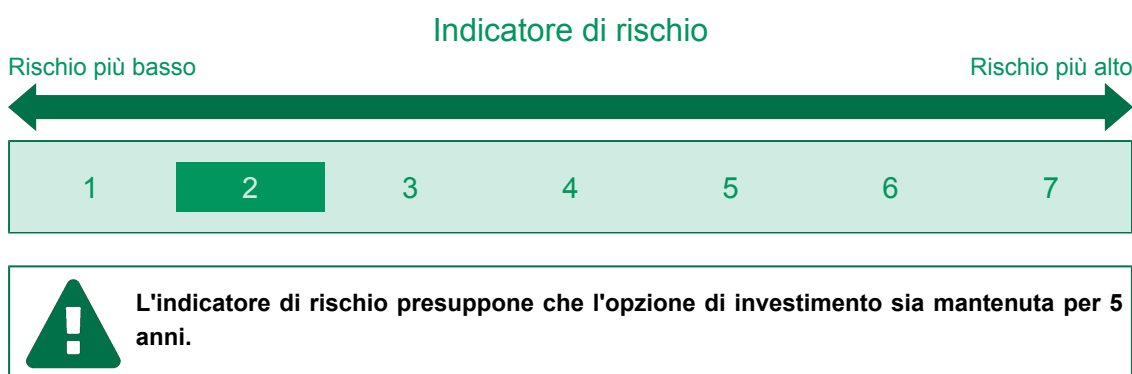 Indicatore di rischio
Rischio più basso Rischio più alto
1 2 3 4 5 6 7
L'indicatore di rischio presuppone che l'opzione di investimento sia mantenuta per 5
anni.